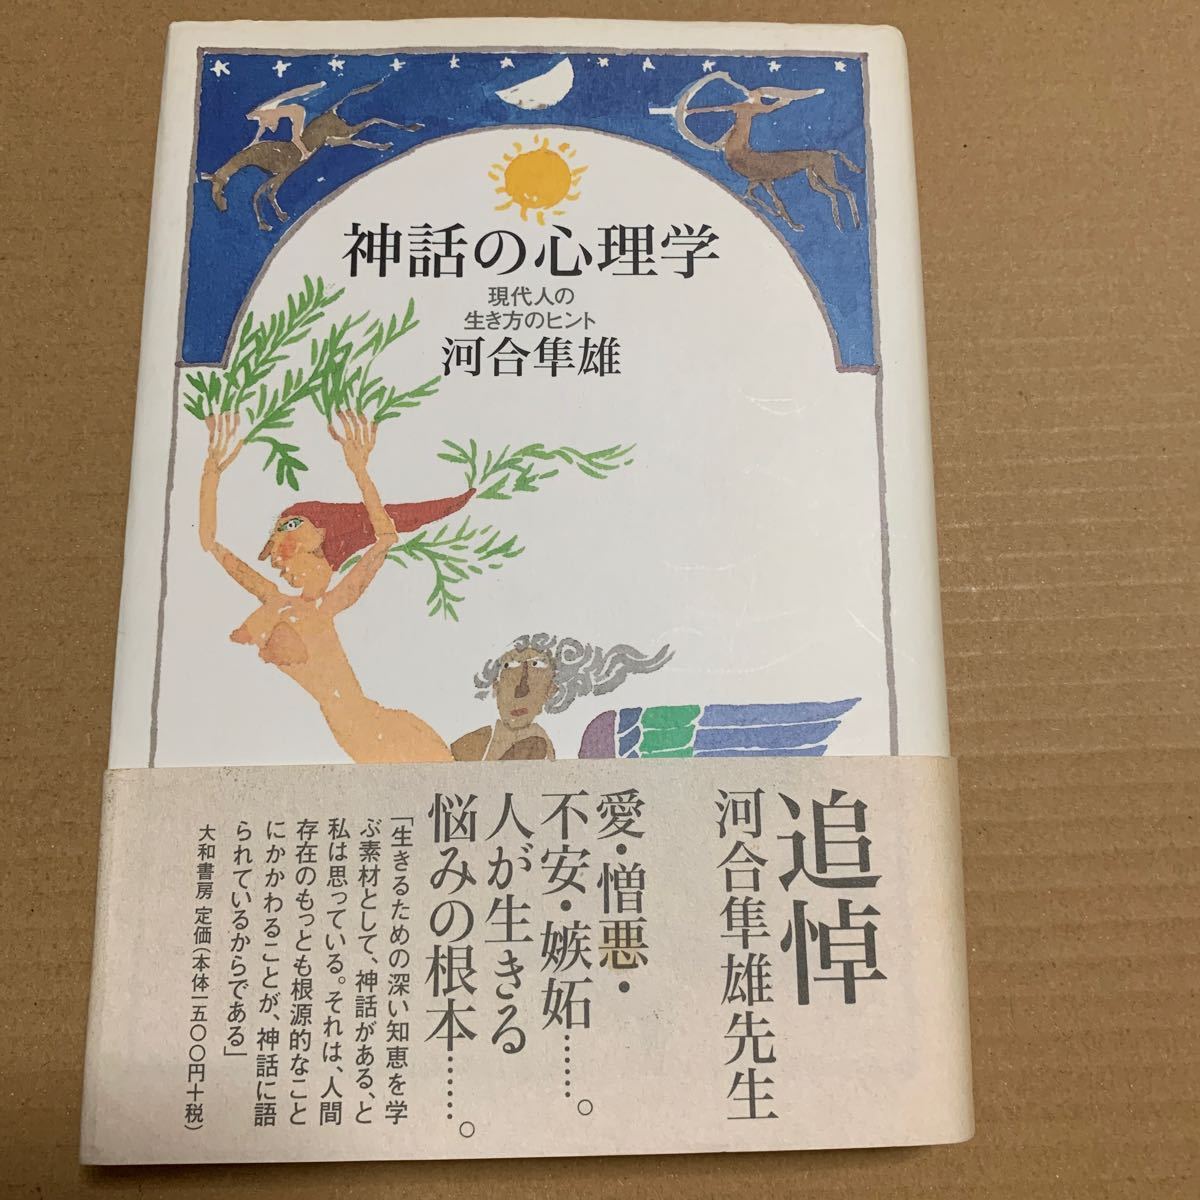 神話の心理学
現代人の
生き方のヒント
河合隼雄
追悼
河合隼雄先生
愛・憎悪・
不安・嫉妬……。
人が生きる
悩みの根本……。
「生きるための深い知恵を学
ぶ素材として、神話がある、と
私は思っている。それは、人間
存在のもっとも根源的なこと
にかかわることが、神話に語
られているからである」
大和書房 定価(本体一五〇〇円十税)